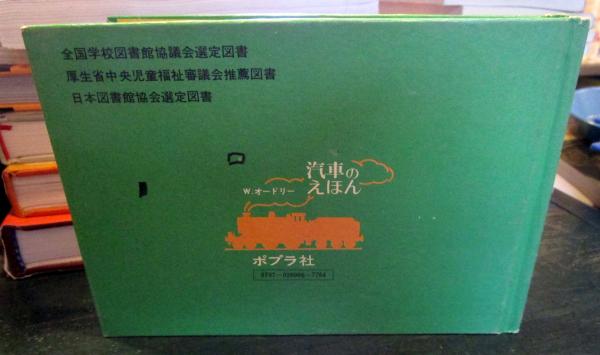 全国学校図書館協議会選定図書
厚生省中央児童福祉審議会推薦図書
日本図書館協会選定図書
汽車の
えほん
W.オードリー
ポプラ社